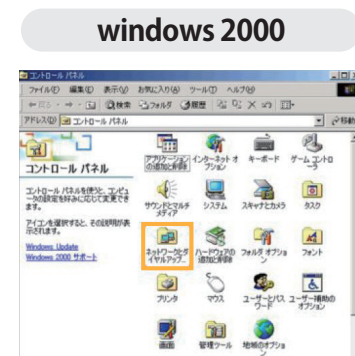 windows 2000
コントロール パネル
ファイル(F) 編集(E) 表示(V) お気に入り(A) ツール(T) ヘルプ(H)
戻る 検索 フォルダ 履歴
アドレス(D) コントロール パネル 移動
コントロール パネル
コントロール パネルを使うと、コンピュ
ータの設定を好みに応じて変更でき
ます。
アイコンを選択すると、その説明が表
示されます。
Windows Update
Windows 2000 サポート
アプリケーション
の追加と削除
インターネット オ
プション
キーボード
ゲーム コントロ
ーラ
サウンドとマルチ
メディア
システム
スキャナとカメラ
タスク
ネットワークとダ
イヤルアップ...
ハードウェアの
追加と削除
フォルダ オプショ
ン
フォント
プリンタ
マウス
ユーザーとパス
ワード
ユーザー補助の
オプション
画面
管理ツール
地域のオプショ
ン